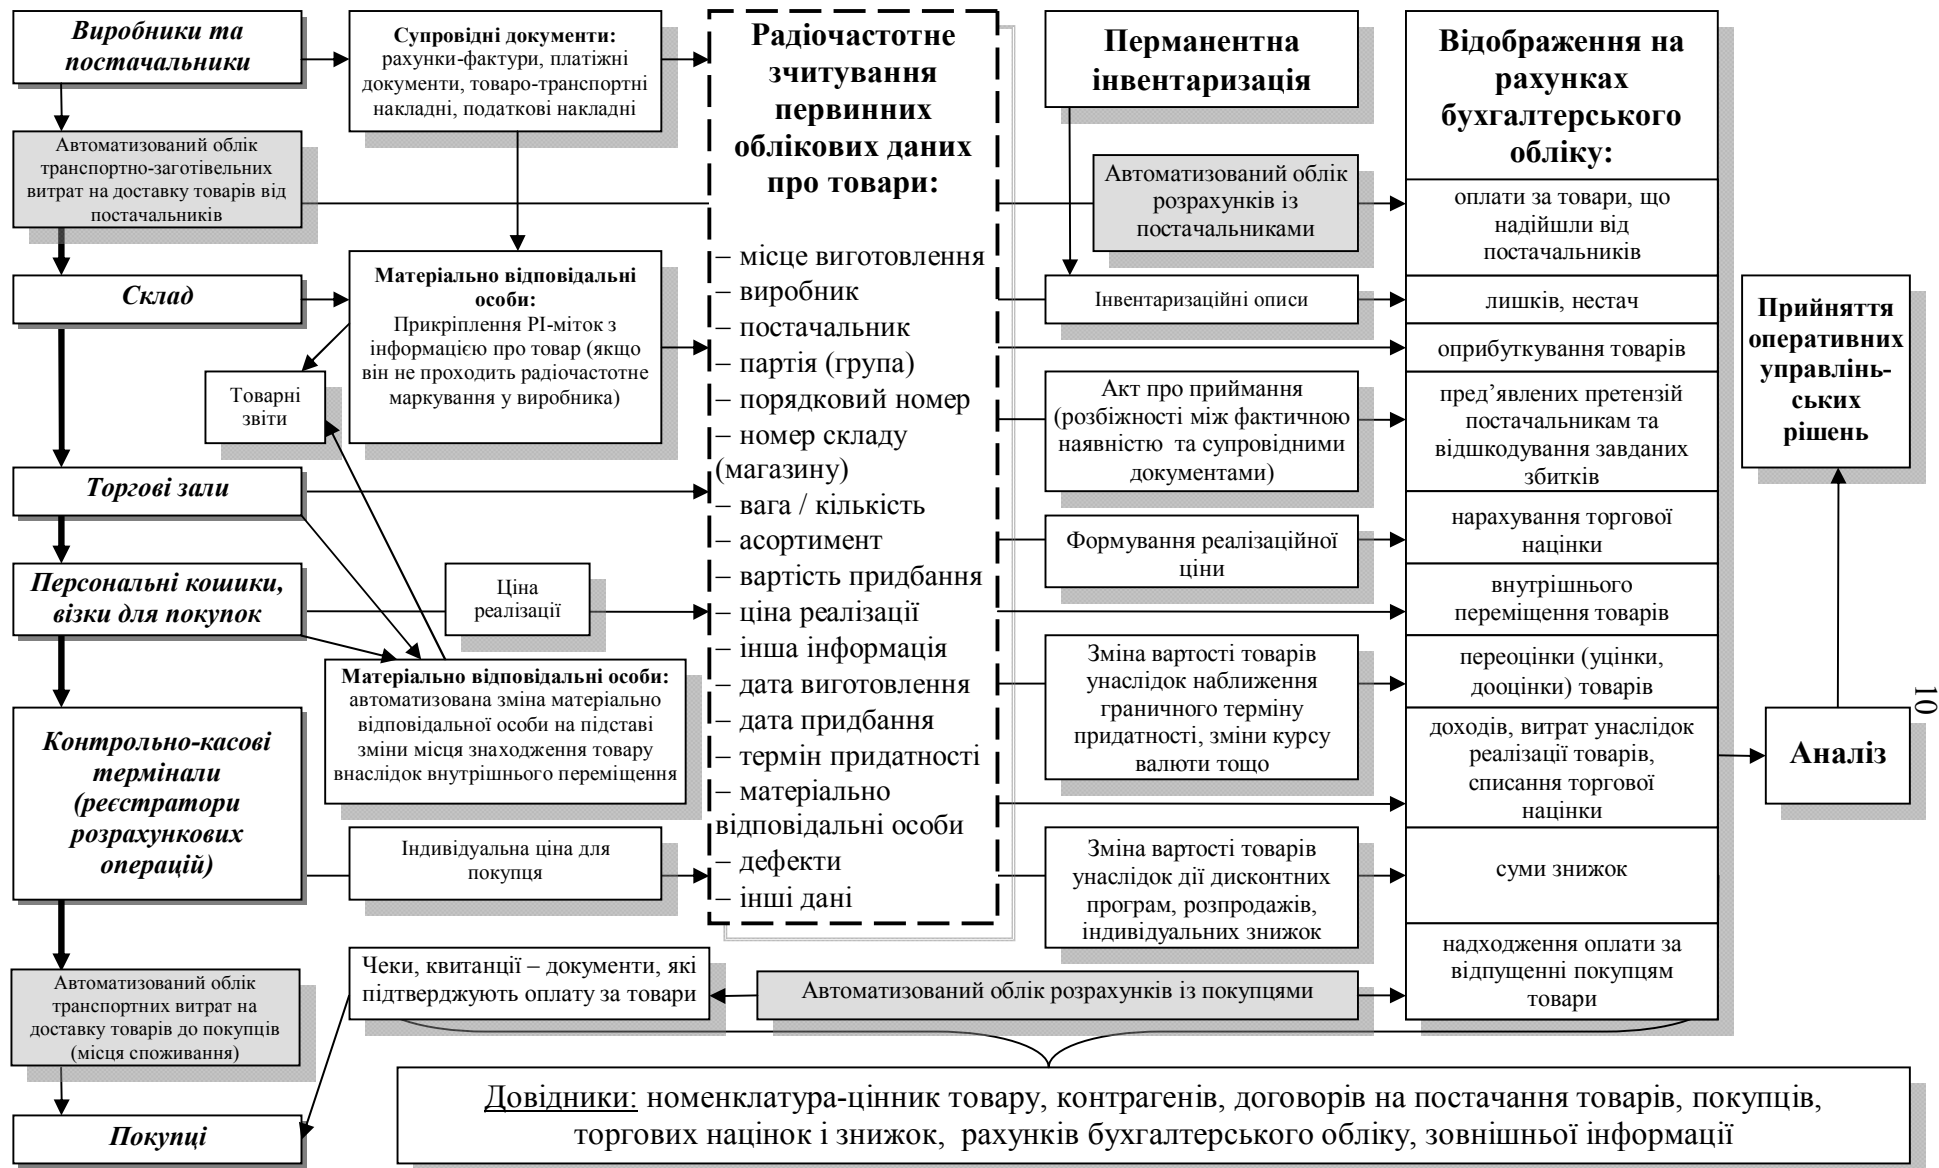 Виробники та
постачальники
Супровідні документи:
рахунки-фактури, платіжні
документи, товаро-транспортні
накладні, податкові накладні
Автоматизований облік
транспортно-заготівельних
витрат на доставку товарів від
постачальників
Склад
Матеріально відповідальні
особи:
Прикріплення РІ-міток з
інформацією про товар (якщо
він не проходить радіочастотне
маркування у виробника)
Товарні
звіти
Торгові зали
Персональні кошики,
візки для покупок
Ціна
реалізації
Матеріально відповідальні особи:
автоматизована зміна матеріально
відповідальної особи на підставі
зміни місця знаходження товару
внаслідок внутрішнього переміщення
Контрольно-касові
термінали
(реєстратори
розрахункових
операцій)
Індивідуальна ціна для
покупця
Автоматизований облік
транспортних витрат на
доставку товарів до покупців
(місця споживання)
Чеки, квитанції – документи, які
підтверджують оплату за товари
Покупці
Радіочастотне
зчитування
первинних
облікових даних
про товари:
– місце виготовлення
– виробник
– постачальник
– партія (група)
– порядковий номер
– номер складу
(магазину)
– вага / кількість
– асортимент
– вартість придбання
– ціна реалізації
– інша інформація
– дата виготовлення
– дата придбання
– термін придатності
– матеріально
відповідальні особи
– дефекти
– інші дані
Перманентна
інвентаризація
Автоматизований облік
розрахунків із
постачальниками
Інвентаризаційні описи
Акт про приймання
(розбіжності між фактичною
наявністю та супровідними
документами)
Формування реалізаційної
ціни
Зміна вартості товарів
унаслідок наближення
граничного терміну
придатності, зміни курсу
валюти тощо
Зміна вартості товарів
унаслідок дії дисконтних
програм, розпродажів,
індивідуальних знижок
Автоматизований облік розрахунків із покупцями
Відображення на
рахунках
бухгалтерського
обліку:
оплати за товари, що
надійшли від
постачальників
лишків, нестач
оприбуткування товарів
пред’явлених претензій
постачальникам та
відшкодування завданих
збитків
нарахування торгової
націнки
внутрішнього
переміщення товарів
переоцінки (уцінки,
дооцінки) товарів
доходів, витрат унаслідок
реалізації товарів,
списання торгової
націнки
суми знижок
надходження оплати за
відпущенні покупцям
товари
Прийняття
оперативних
управлінь-
ських
рішень
Аналіз
10
Довідники: номенклатура-цінник товару, контрагенів, договорів на постачання товарів, покупців,
торгових націнок і знижок, рахунків бухгалтерського обліку, зовнішньої інформації